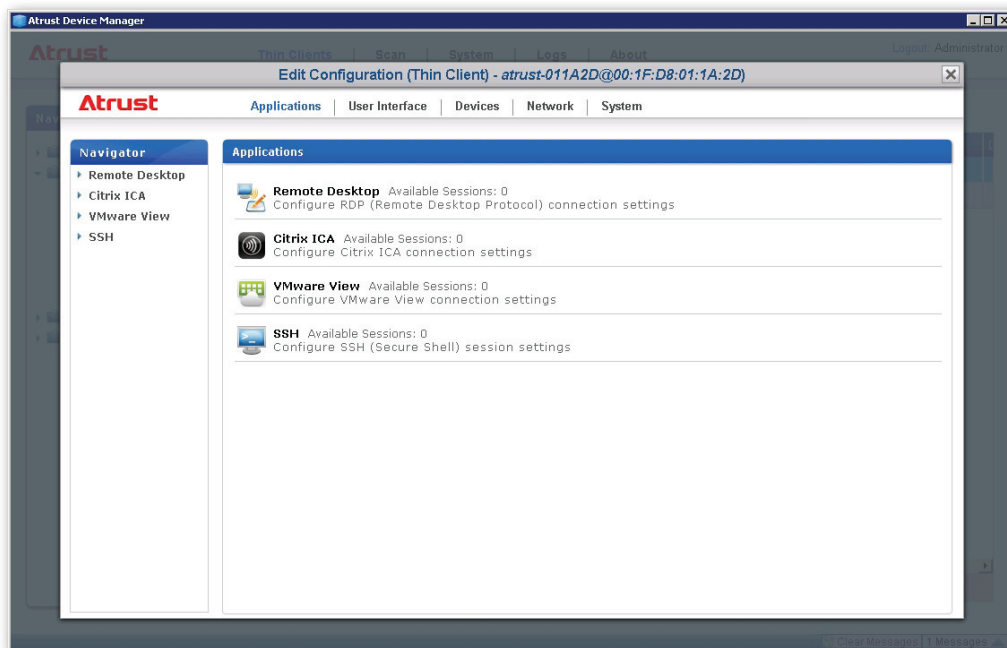 Atrust Device Manager
Atrust
Thin Clients | Scan | System | Logs | About
Logout: Administrator
Edit Configuration (Thin Client) - atrust-011A2D@00:1F:D8:01:1A:2D)
Atrust
Applications | User Interface | Devices | Network | System
Navigator
Remote Desktop
Citrix ICA
VMware View
SSH
Applications
Remote Desktop Available Sessions: 0
Configure RDP (Remote Desktop Protocol) connection settings
Citrix ICA Available Sessions: 0
Configure Citrix ICA connection settings
VMware View Available Sessions: 0
Configure VMware View connection settings
SSH Available Sessions: 0
Configure SSH (Secure Shell) session settings
Clear Messages | 1 Messages